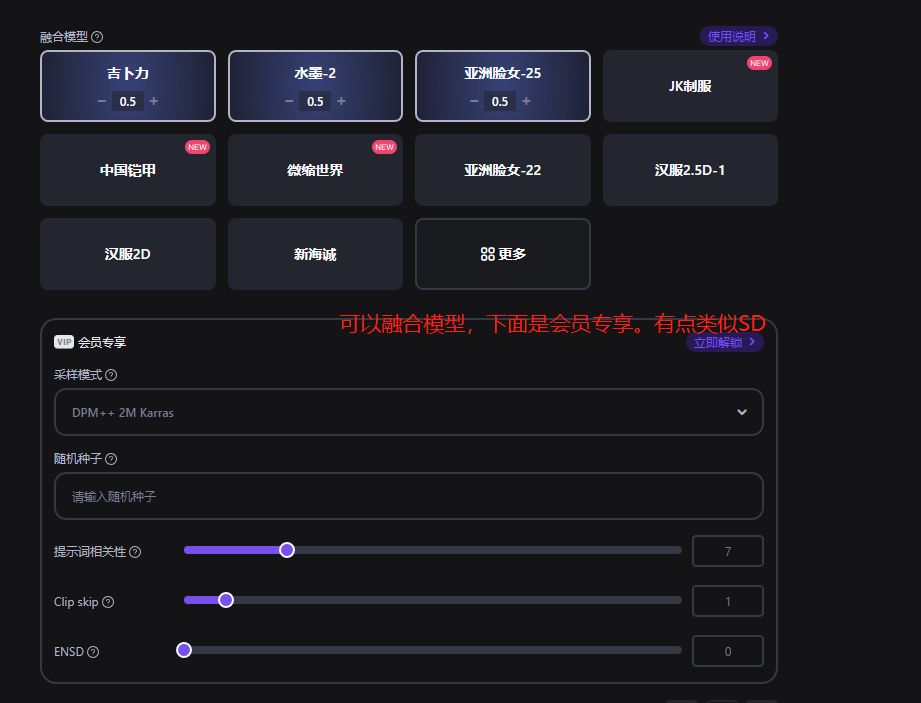 融合模型
使用说明
吉卜力
水墨-2
亚洲脸女-25
NEW
JK制服
− 0.5 +
− 0.5 +
− 0.5 +
NEW
中国铠甲
NEW
微缩世界
亚洲脸女-22
汉服2.5D-1
汉服2D
新海诚
更多
可以融合模型，下面是会员专享。有点类似SD
VIP 会员专享
立即解锁
采样模式
DPM++ 2M Karras
随机种子
请输入随机种子
提示词相关性
7
Clip skip
1
ENSD
0